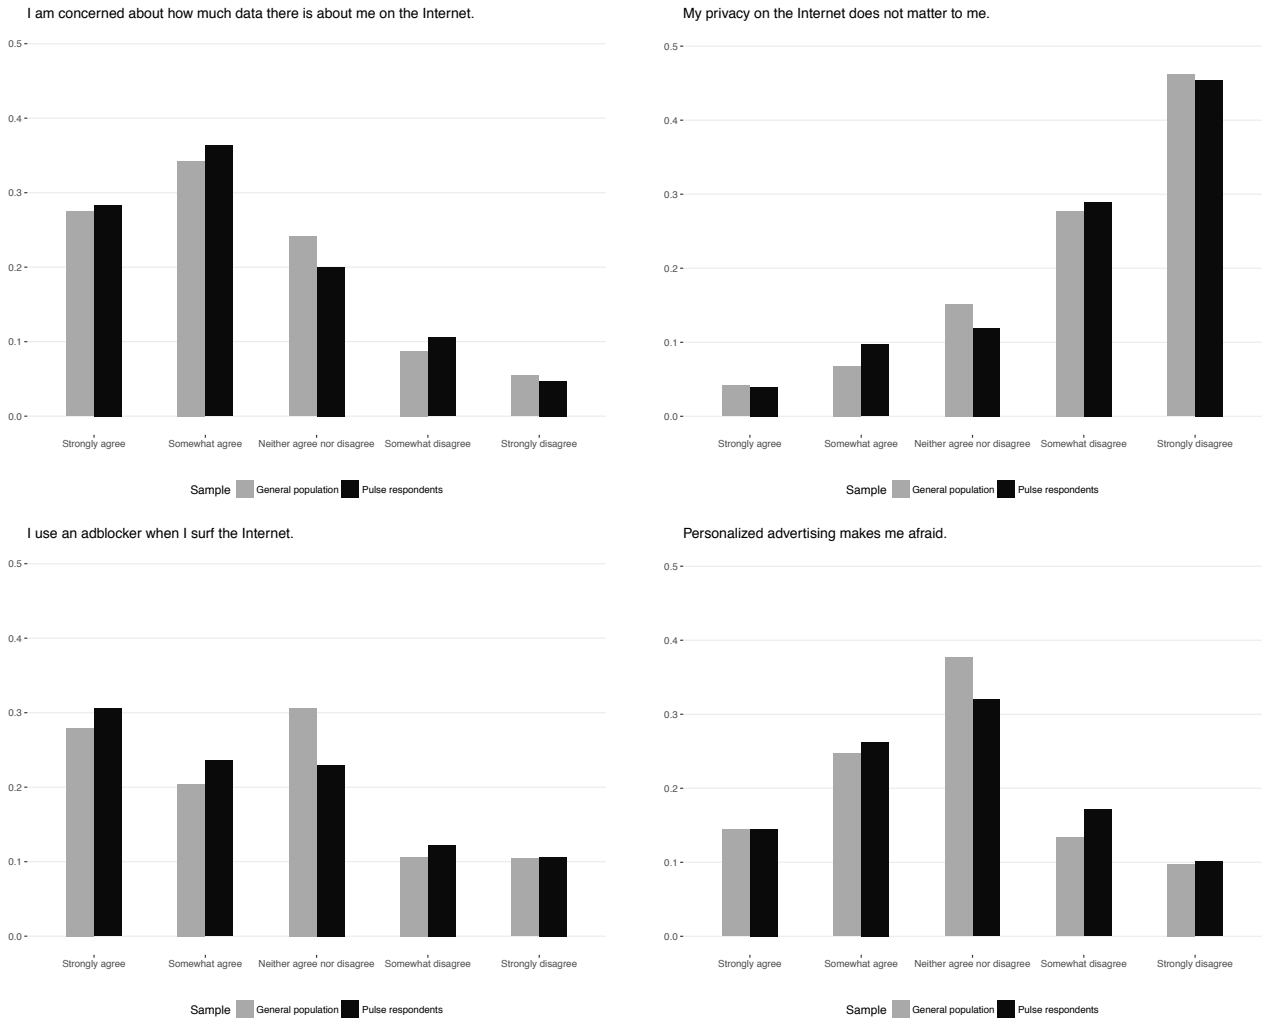 I am concerned about how much data there is about me on the Internet.
0.5
0.4
0.3
0.2
0.1
0.0
Strongly agree Somewhat agree Neither agree nor disagree Somewhat disagree Strongly disagree
Sample General population Pulse respondents
My privacy on the Internet does not matter to me.
0.5
0.4
0.3
0.2
0.1
0.0
Strongly agree Somewhat agree Neither agree nor disagree Somewhat disagree Strongly disagree
Sample General population Pulse respondents
I use an adblocker when I surf the Internet.
0.5
0.4
0.3
0.2
0.1
0.0
Strongly agree Somewhat agree Neither agree nor disagree Somewhat disagree Strongly disagree
Sample General population Pulse respondents
Personalized advertising makes me afraid.
0.5
0.4
0.3
0.2
0.1
0.0
Strongly agree Somewhat agree Neither agree nor disagree Somewhat disagree Strongly disagree
Sample General population Pulse respondents